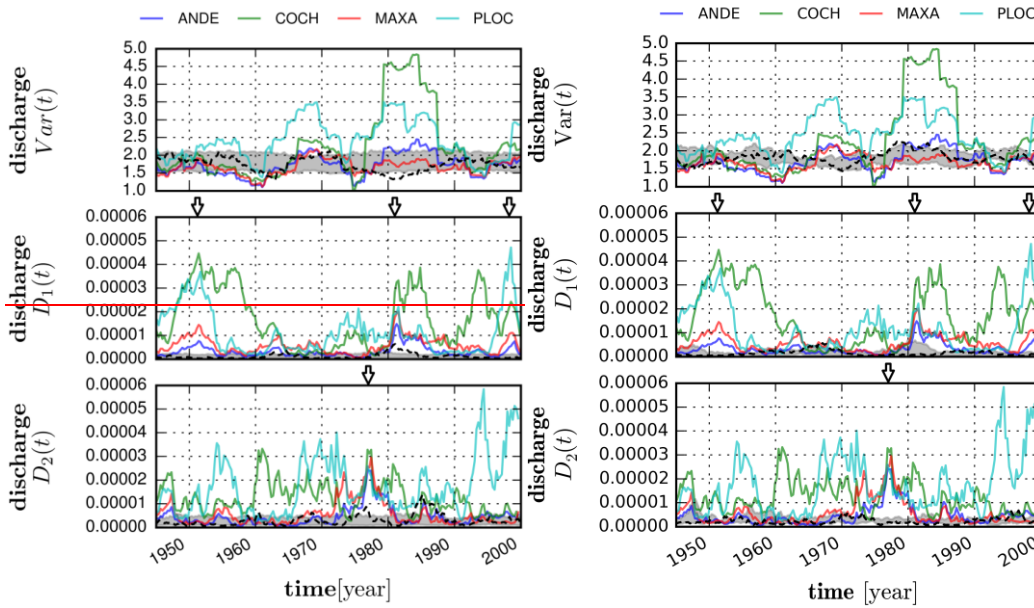 ANDE COCH MAXA PLOC
discharge
Var(t)
5.0
4.5
4.0
3.5
3.0
2.5
2.0
1.5
1.0
discharge
D₁(t)
0.00006
0.00005
0.00004
0.00003
0.00002
0.00001
0.00000
discharge
D₂(t)
0.00006
0.00005
0.00004
0.00003
0.00002
0.00001
0.00000
1950 1960 1970 1980 1990 2000
time[year]
ANDE COCH MAXA PLOC
discharge
Var(t)
5.0
4.5
4.0
3.5
3.0
2.5
2.0
1.5
1.0
discharge
D₁(t)
0.00006
0.00005
0.00004
0.00003
0.00002
0.00001
0.00000
discharge
D₂(t)
0.00006
0.00005
0.00004
0.00003
0.00002
0.00001
0.00000
1950 1960 1970 1980 1990 2000
time [year]